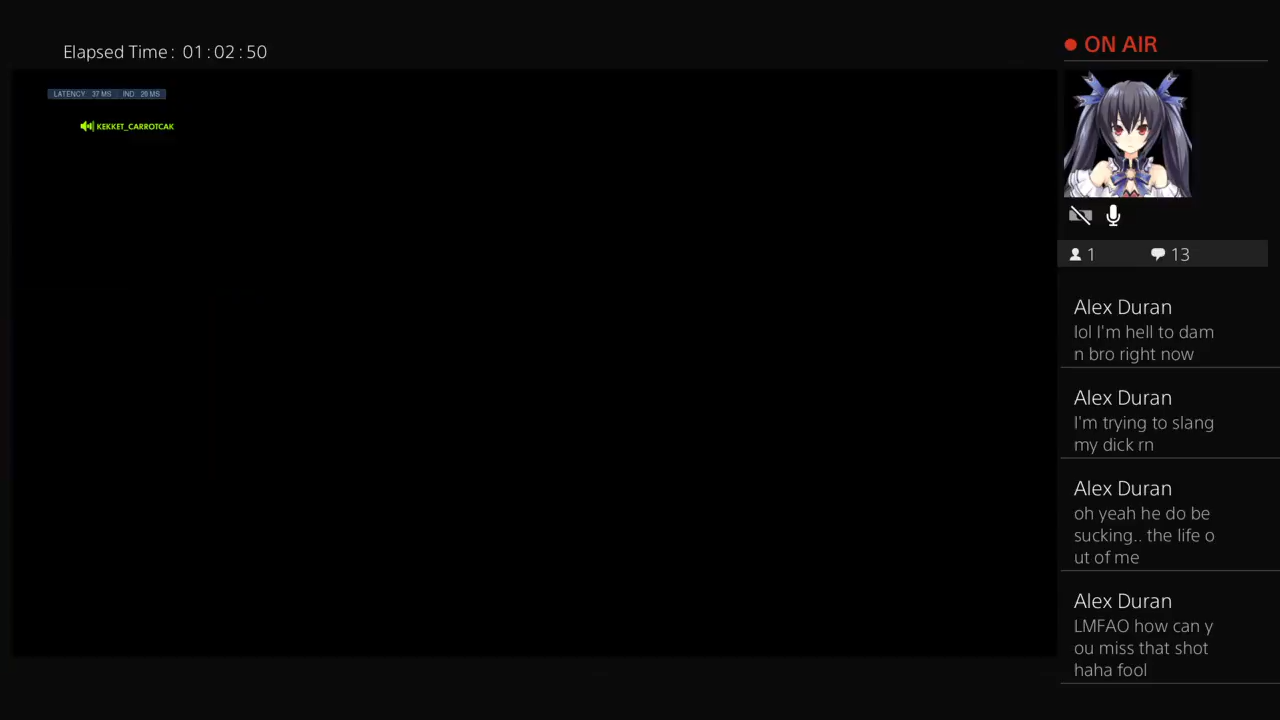 Elapsed Time: 01:02:50
ON AIR
LATENCY: 37 MS IND 26 MS
KEKKET_CARROTCAK
1 13
Alex Duran
lol I'm hell to dam
n bro right now
Alex Duran
I'm trying to slang
my dick rn
Alex Duran
oh yeah he do be
sucking.. the life o
ut of me
Alex Duran
LMFAO how can y
ou miss that shot
haha fool